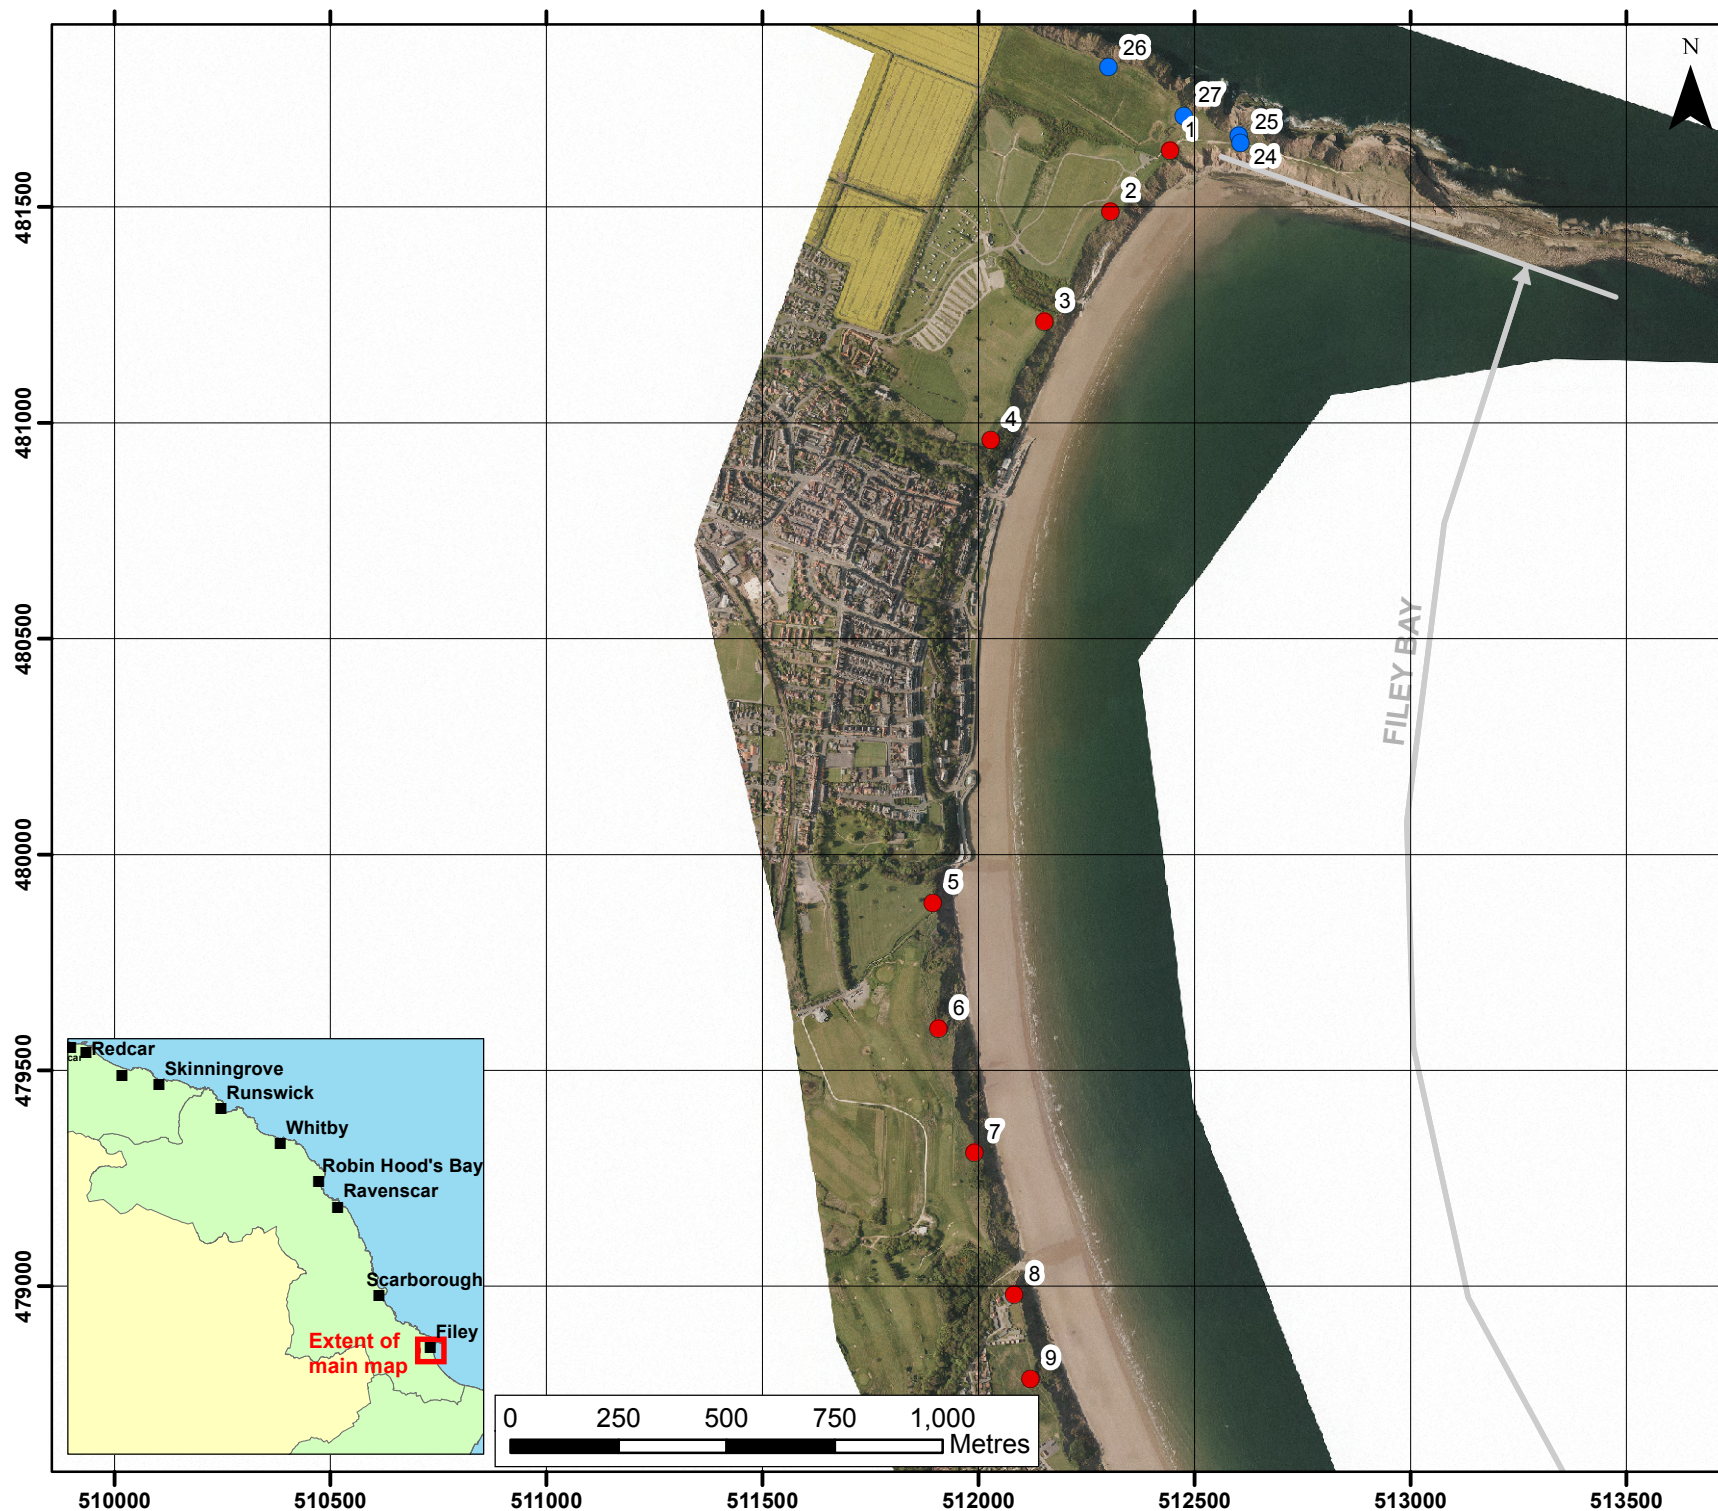 N
26
27
1
25
24
2
3
4
5
6
7
8
9
FILEY BAY
481500
481000
480500
480000
479500
479000
Redcar
car
Skinningrove
Runswick
Whitby
Robin Hood's Bay
Ravenscar
Scarborough
Filey
Extent of
main map
0 250 500 750 1,000
Metres
510000 510500 511000 511500 512000 512500 513000 513500